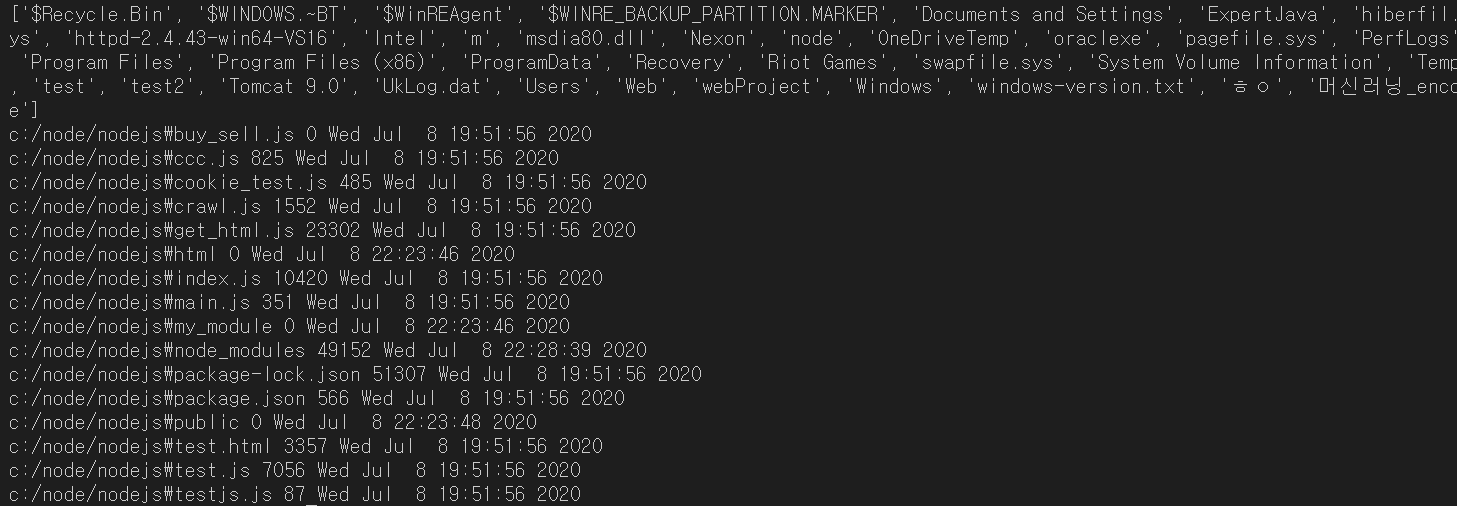 ['$Recycle.Bin', '$WINDOWS.~BT', '$WinREAgent', '$WINRE_BACKUP_PARTITION.MARKER', 'Documents and Settings', 'ExpertJava', 'hiberfil.
ys', 'httpd-2.4.43-win64-VS16', 'Intel', 'm', 'msdia80.dll', 'Nexon', 'node', 'OneDriveTemp', 'oraclexe', 'pagefile.sys', 'PerfLogs'
'Program Files', 'Program Files (x86)', 'ProgramData', 'Recovery', 'Riot Games', 'swapfile.sys', 'System Volume Information', 'Temp
, 'test', 'test2', 'Tomcat 9.0', 'UkLog.dat', 'Users', 'Web', 'webProject', 'Windows', 'windows-version.txt', 'ㅎㅇ', '머신러닝_enco
e']
c:/node/nodejs₩buy_sell.js 0 Wed Jul  8 19:51:56 2020
c:/node/nodejs₩ccc.js 825 Wed Jul  8 19:51:56 2020
c:/node/nodejs₩cookie_test.js 485 Wed Jul  8 19:51:56 2020
c:/node/nodejs₩crawl.js 1552 Wed Jul  8 19:51:56 2020
c:/node/nodejs₩get_html.js 23302 Wed Jul  8 19:51:56 2020
c:/node/nodejs₩html 0 Wed Jul  8 22:23:46 2020
c:/node/nodejs₩index.js 10420 Wed Jul  8 19:51:56 2020
c:/node/nodejs₩main.js 351 Wed Jul  8 19:51:56 2020
c:/node/nodejs₩my_module 0 Wed Jul  8 22:23:46 2020
c:/node/nodejs₩node_modules 49152 Wed Jul  8 22:28:39 2020
c:/node/nodejs₩package-lock.json 51307 Wed Jul  8 19:51:56 2020
c:/node/nodejs₩package.json 566 Wed Jul  8 19:51:56 2020
c:/node/nodejs₩public 0 Wed Jul  8 22:23:48 2020
c:/node/nodejs₩test.html 3357 Wed Jul  8 19:51:56 2020
c:/node/nodejs₩test.js 7056 Wed Jul  8 19:51:56 2020
c:/node/nodejs₩testjs.js 87 Wed Jul  8 19:51:56 2020